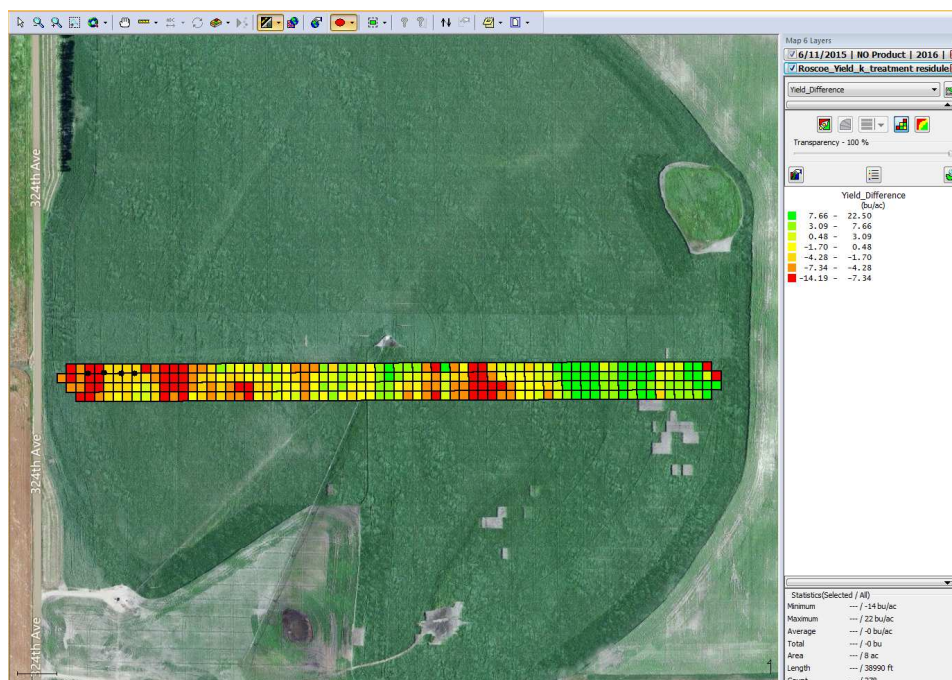 Map 6 Layers
6/11/2015 | NO Product | 2016 |
Roscoe_Yield_k_treatment residule
Yield_Difference
Transparency - 100 %
Yield_Difference
(bu/ac)
7.66 - 22.50
3.09 - 7.66
0.48 - 3.09
-1.70 - 0.48
-4.28 - -1.70
-7.34 - -4.28
-14.19 - -7.34
324th Ave
324th Ave
324th Ave
Statistics(Selected / All)
Minimum --- / -14 bu/ac
Maximum --- / 22 bu/ac
Average --- / -0 bu/ac
Total --- / -0 bu
Area --- / 8 ac
Length --- / 38990 ft